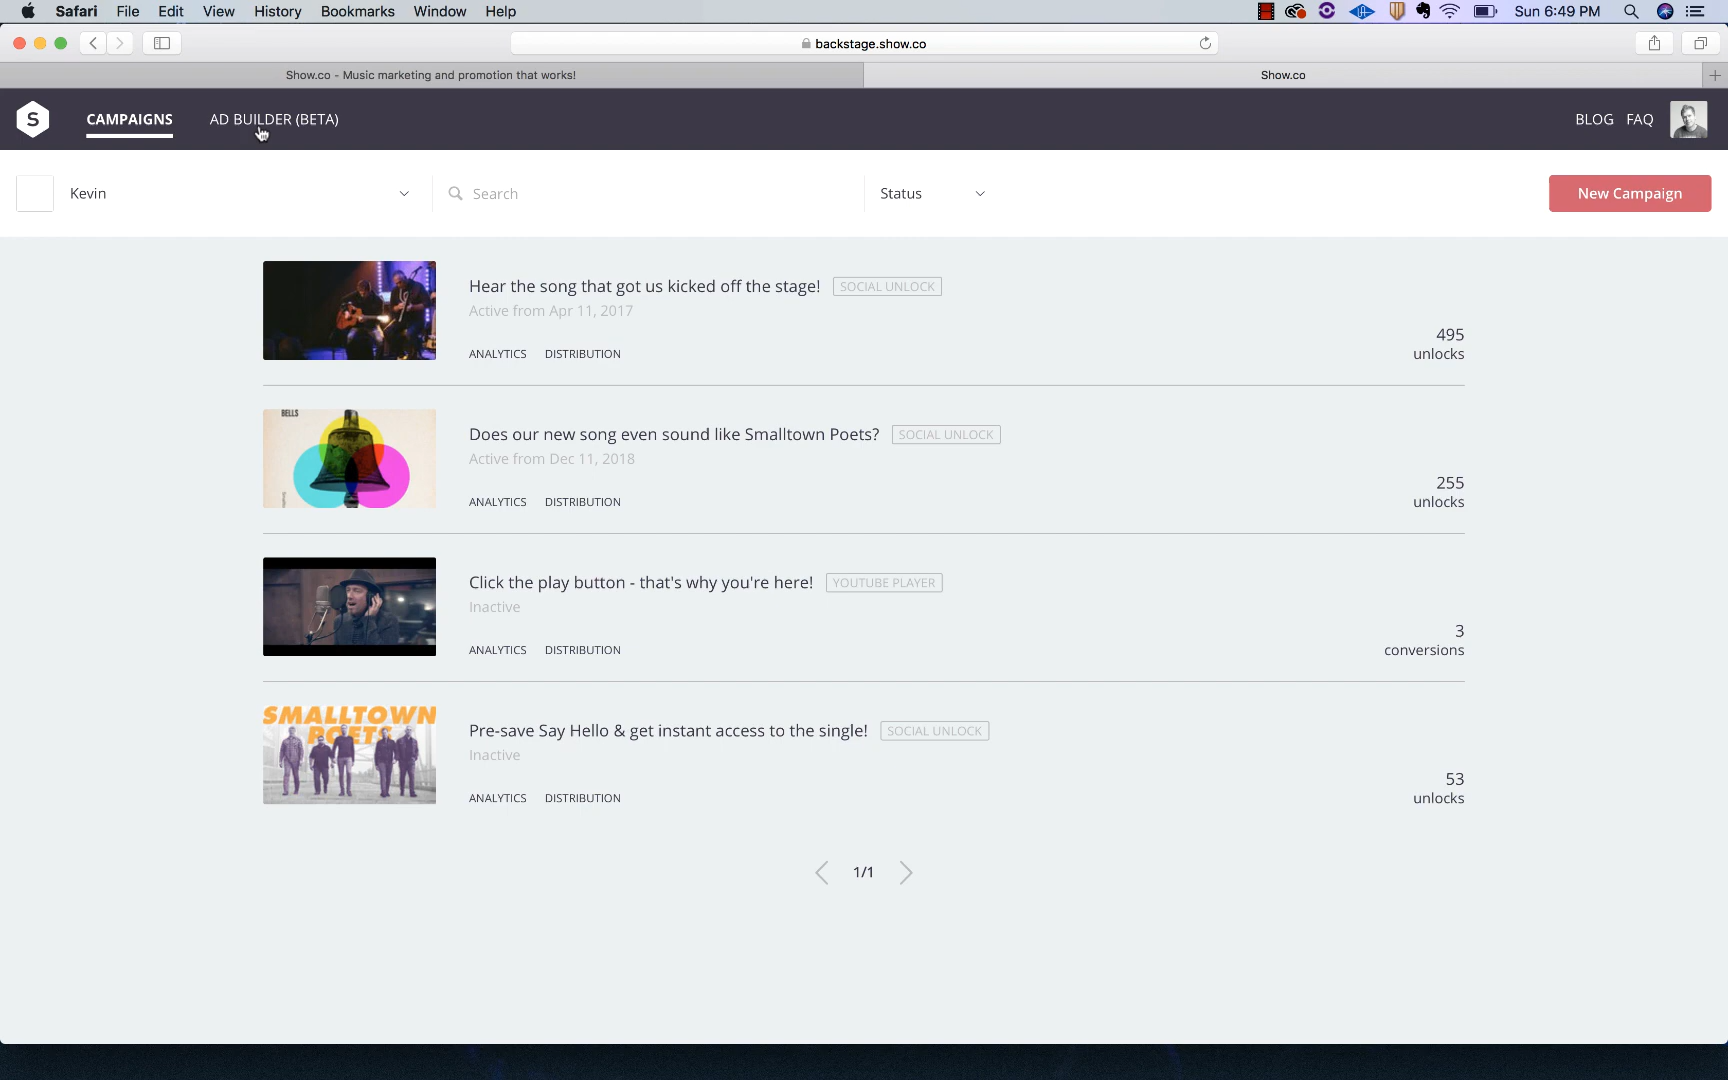 Safari File Edit View History Bookmarks Window Help Sun 6:49 PM
backstage.show.co
Show.co - Music marketing and promotion that works! Show.co
S CAMPAIGNS AD BUILDER (BETA) BLOG FAQ
Kevin Search Status New Campaign
Hear the song that got us kicked off the stage! SOCIAL UNLOCK
Active from Apr 11, 2017
495
unlocks
ANALYTICS DISTRIBUTION
BELLS
Does our new song even sound like Smalltown Poets? SOCIAL UNLOCK
Active from Dec 11, 2018
255
unlocks
ANALYTICS DISTRIBUTION
Click the play button - that's why you're here! YOUTUBE PLAYER
Inactive
3
conversions
ANALYTICS DISTRIBUTION
SMALLTOWN
POETS
Pre-save Say Hello & get instant access to the single! SOCIAL UNLOCK
Inactive
53
unlocks
ANALYTICS DISTRIBUTION
1/1